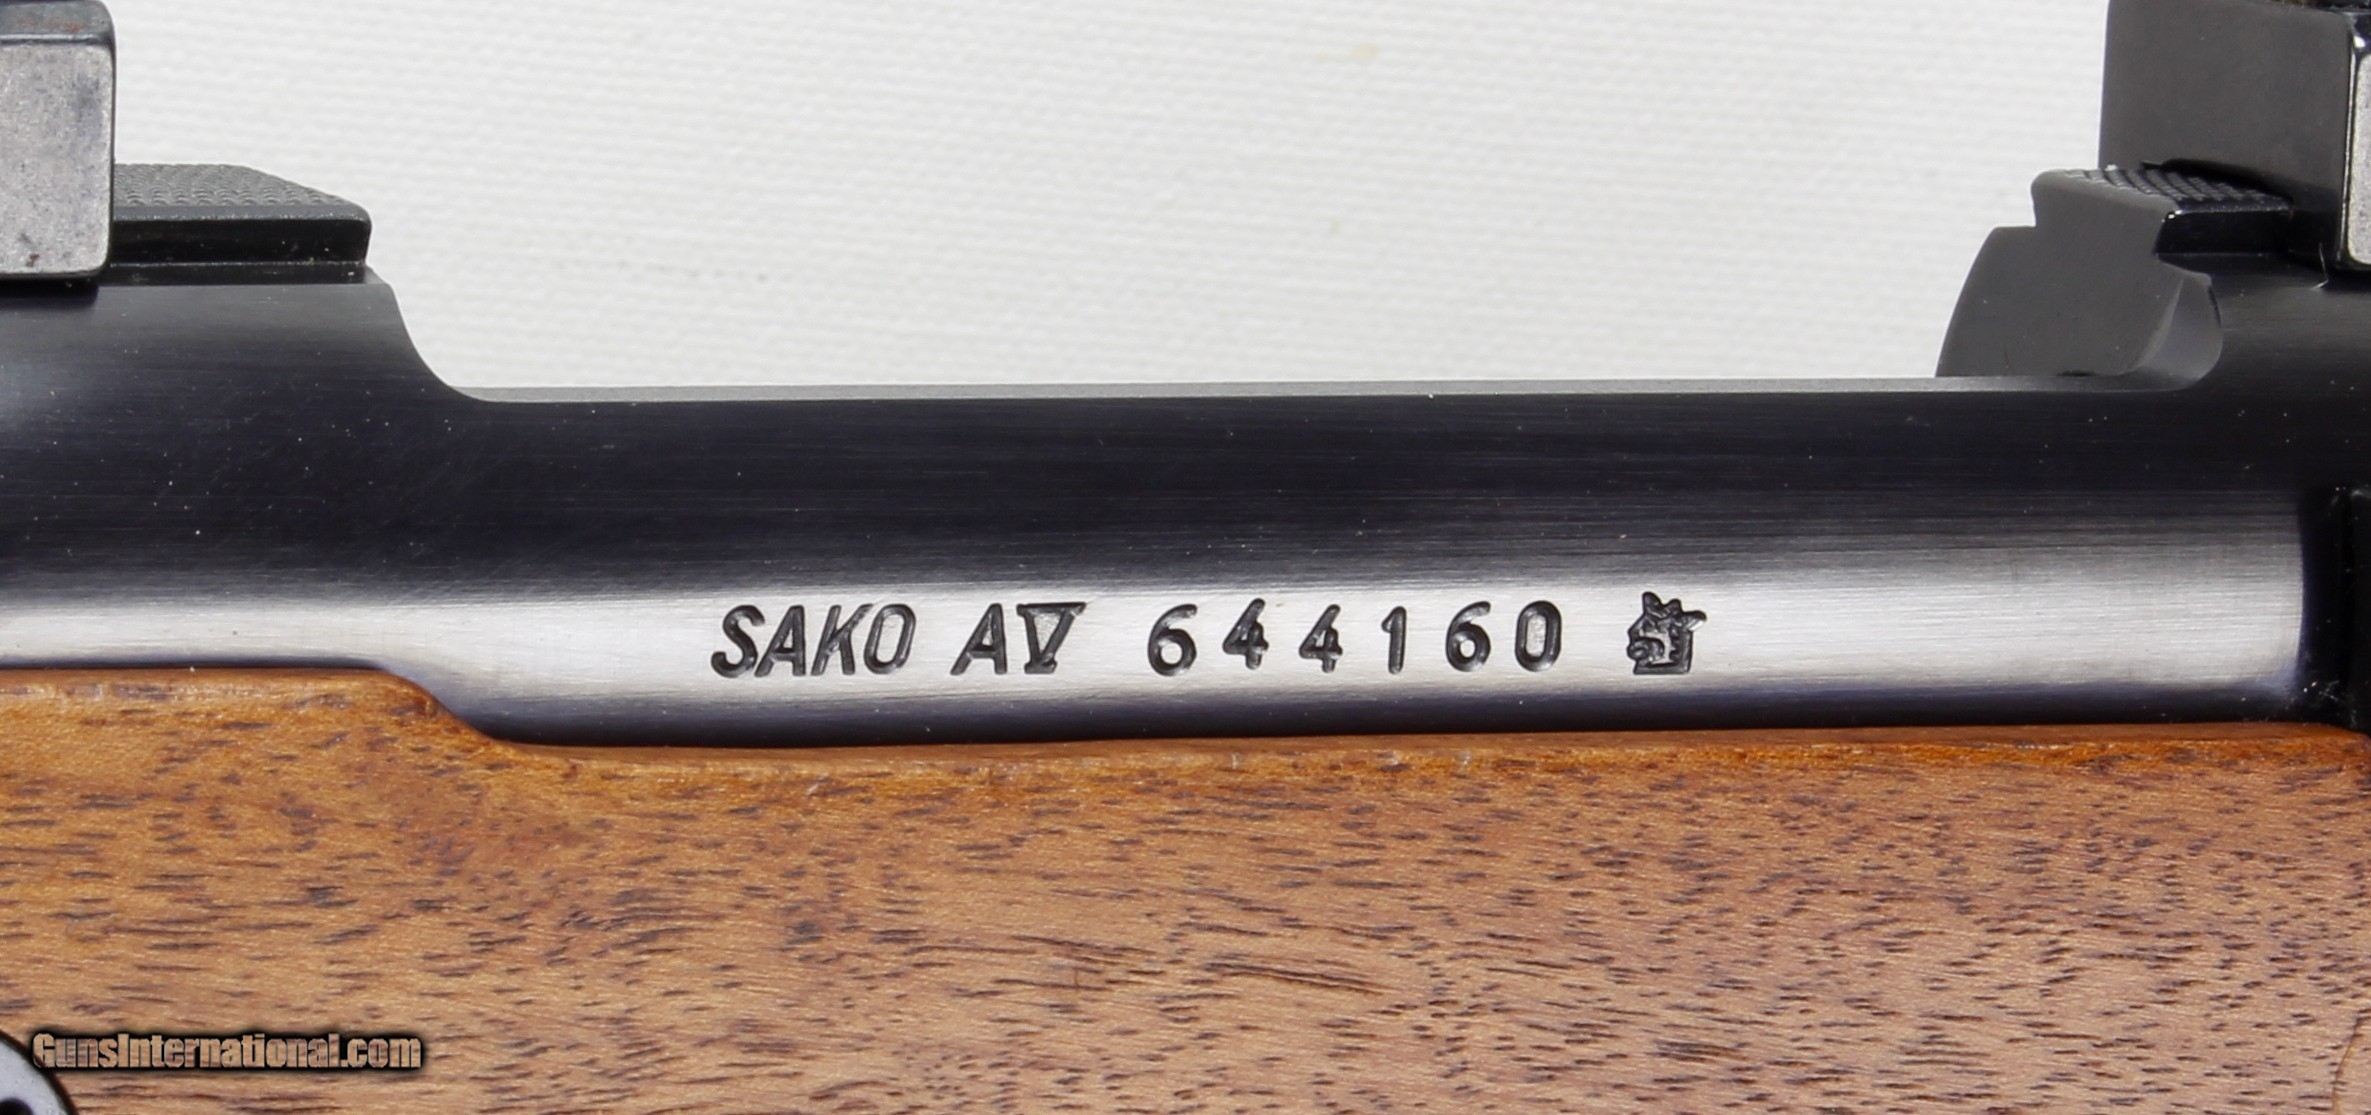 SAKO AV 644160
GunsInternational.com